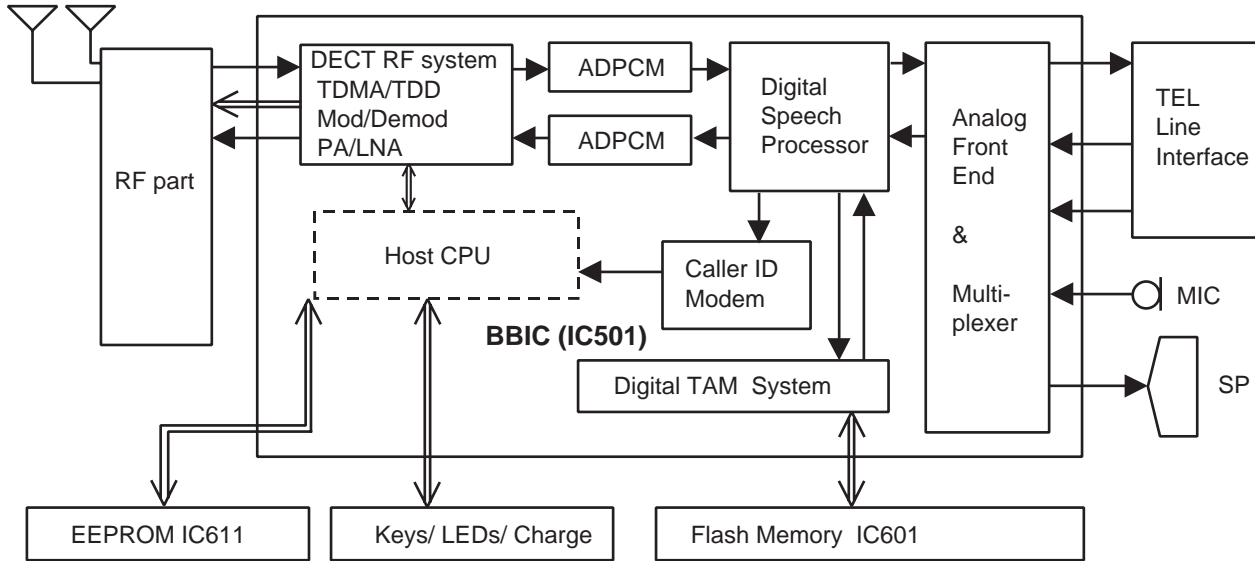 DECT RF system
TDMA/TDD
Mod/Demod
PA/LNA
ADPCM
ADPCM
Digital
Speech
Processor
Analog
Front
End
&
Multi-
plexer
TEL
Line
Interface
RF part
Host CPU
Caller ID
Modem
MIC
BBIC (IC501)
Digital TAM System
SP
EEPROM IC611
Keys/ LEDs/ Charge
Flash Memory IC601